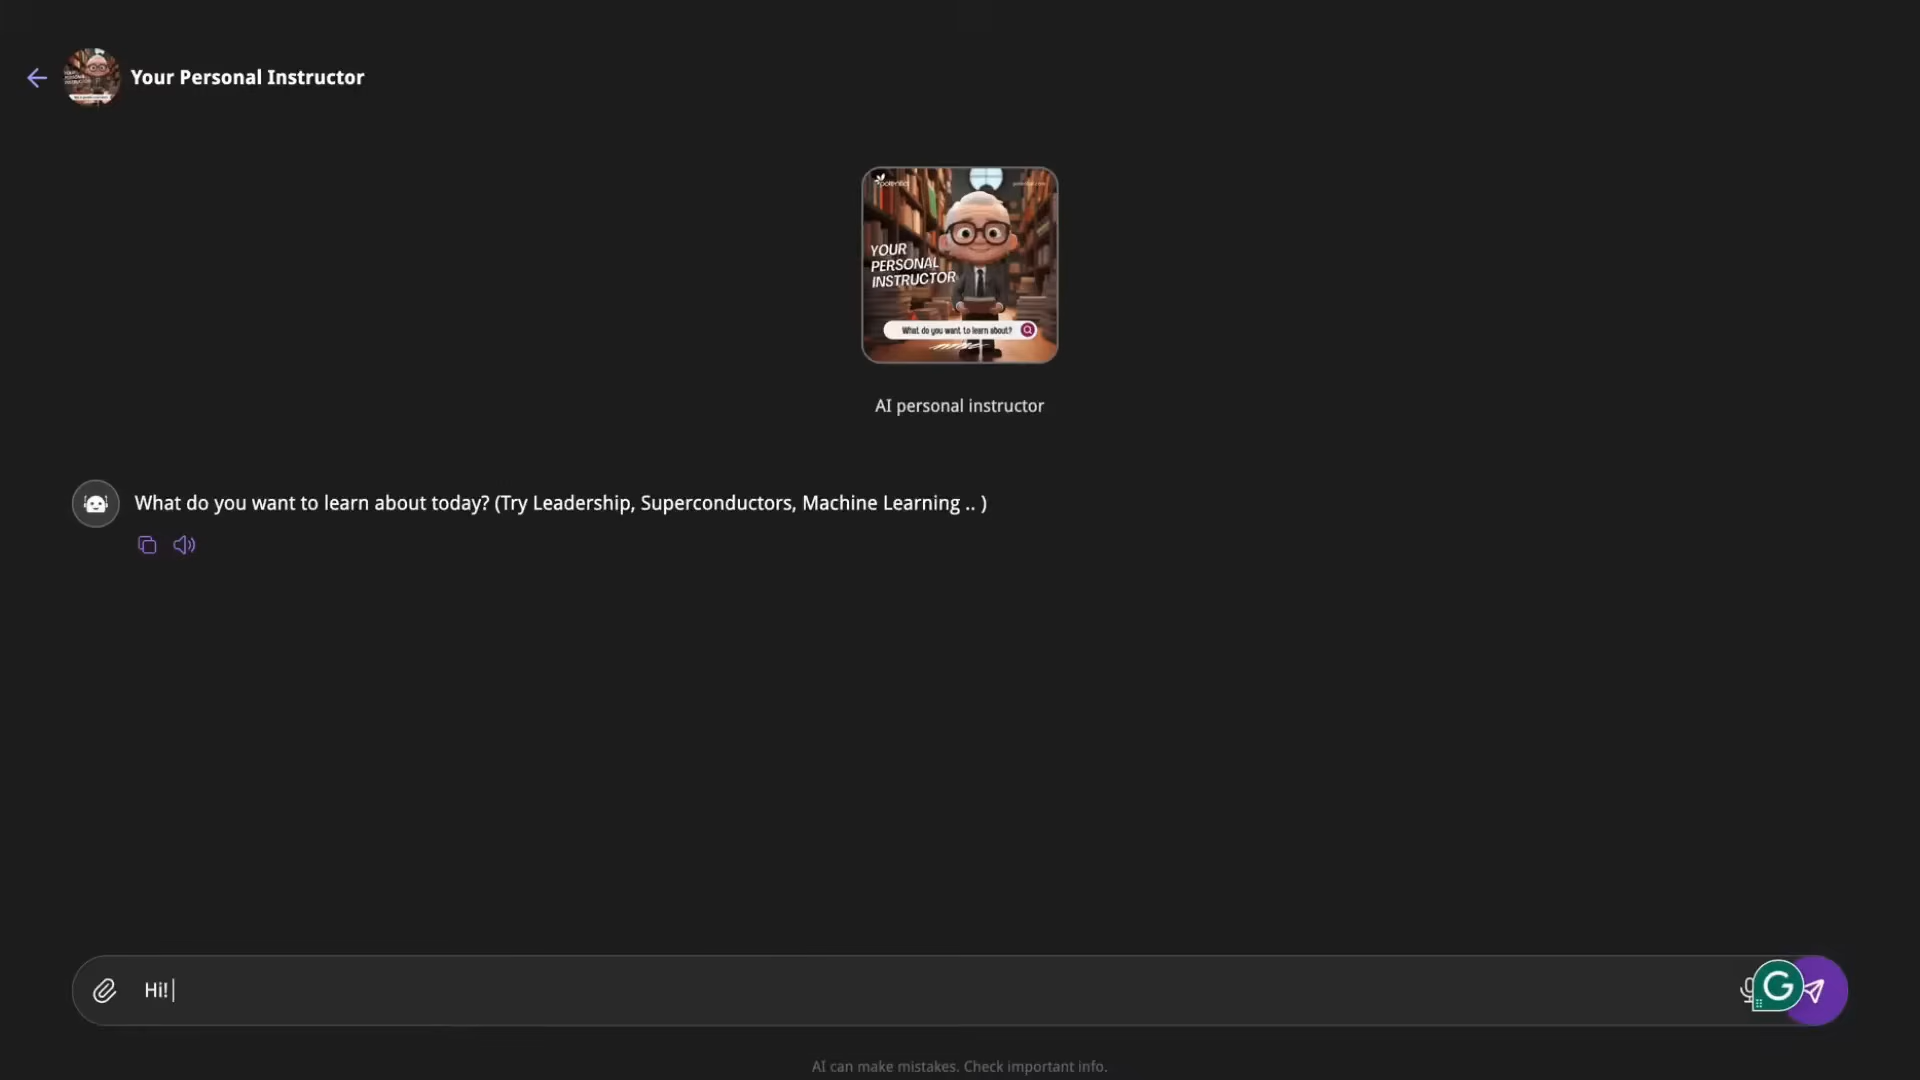 Your Personal Instructor
potential
YOUR
PERSONAL
INSTRUCTOR
What do you want to learn about?
AI personal instructor
What do you want to learn about today? (Try Leadership, Superconductors, Machine Learning .. )
Hi!
G
AI can make mistakes. Check important info.